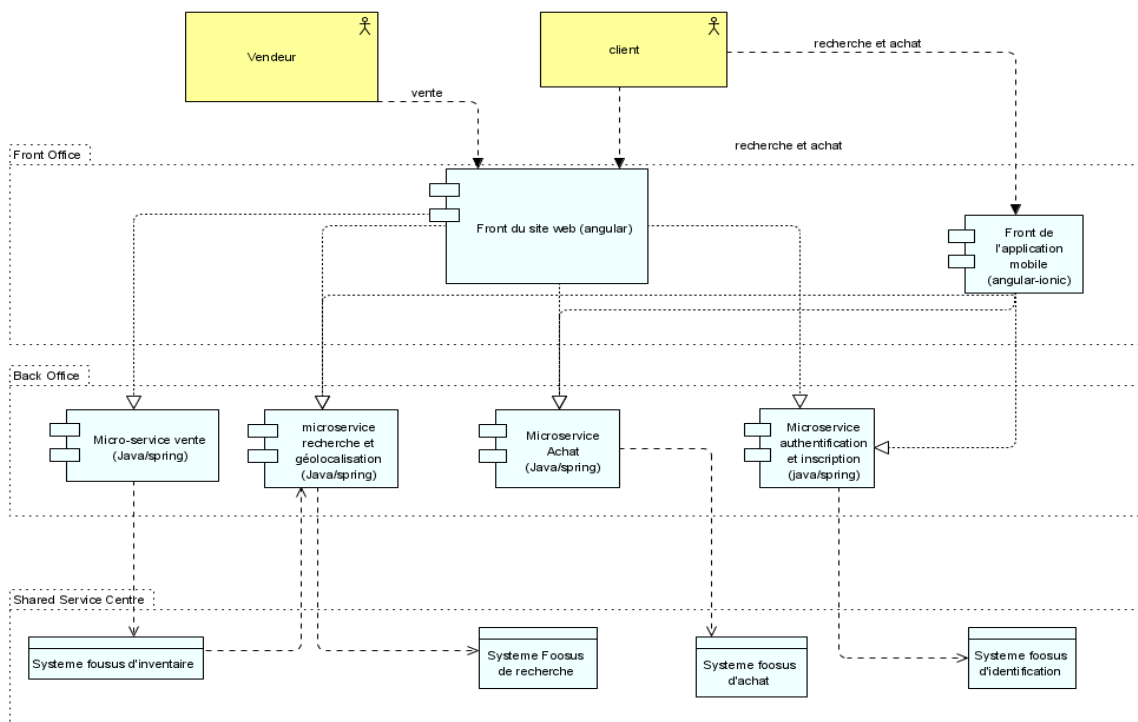 Vendeur
client
recherche et achat
vente
recherche et achat
Front Office
Front du site web (angular)
Front de
l'application
mobile
(angular-ionic)
Back Office
Micro-service vente
(Java/spring)
microservice
recherche et
géolocalisation
(Java/spring)
Microservice
Achat
(Java/spring)
Microservice
authentification
et inscription
(java/spring)
Shared Service Centre
Systeme fousus d'inventaire
Systeme Foosus
de recherche
Systeme foosus
d'achat
Systeme foosus
d'identification